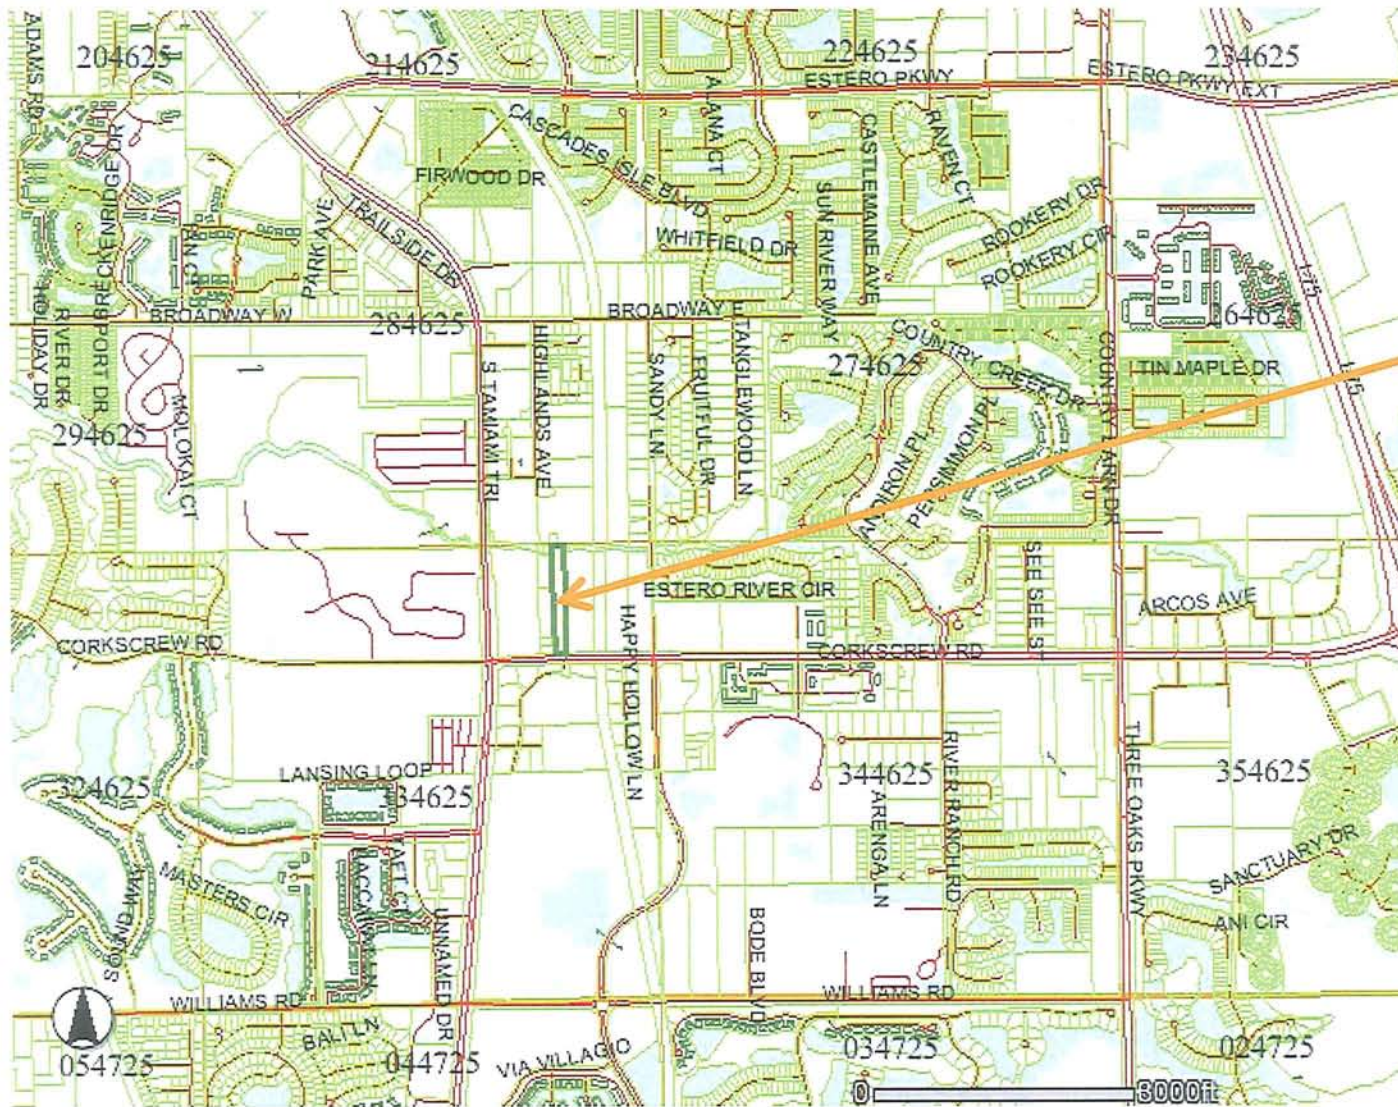 ADAMS RD
204625
214625
224625
234625
ESTERO PKWY
ESTERO PKWY EXT
CASCADES ISLE BLVD
ALANA CT
CASTLEMAINE AVE
RAVEN CT
FIRWOOD DR
BRECKENRIDGE DR
PARK AVE
TRAILSIDE DR
WHITFIELD DR
SUN RIVER WAY
ROOKERY DR
ROOKERY CIR
I-75
HOLIDAY DR
RIVER DR
PORT DR
BROADWAY W
284625
BROADWAY E
264625
HIGHLANDS AVE
SANDY LN
FRUITFUL DR
TANGLEWOOD LN
274625
COUNTRY CREEK DR
TIN MAPLE DR
I-75
S TAMIAMI TRL
MOLOKAI CT
294625
ANDIRON PL
PERSIMMON PL
ESTERO RIVER CIR
SEE SEE ST
ARCOS AVE
CORKSCREW RD
HAPPY HOLLOW LN
CORKSCREW RD
LANSING LOOP
324625
34625
344625
354625
ARENGA LN
RIVER RANCH RD
THREE OAKS PKWY
SANCTUARY DR
SOUND WAY
MASTERS CIR
TAFT CT
UNNAMED DR
BODE BLVD
ANI CIR
WILLIAMS RD
WILLIAMS RD
BALI LN
054725
044725
VIA VILLAGIO
034725
024725
0
8000ft